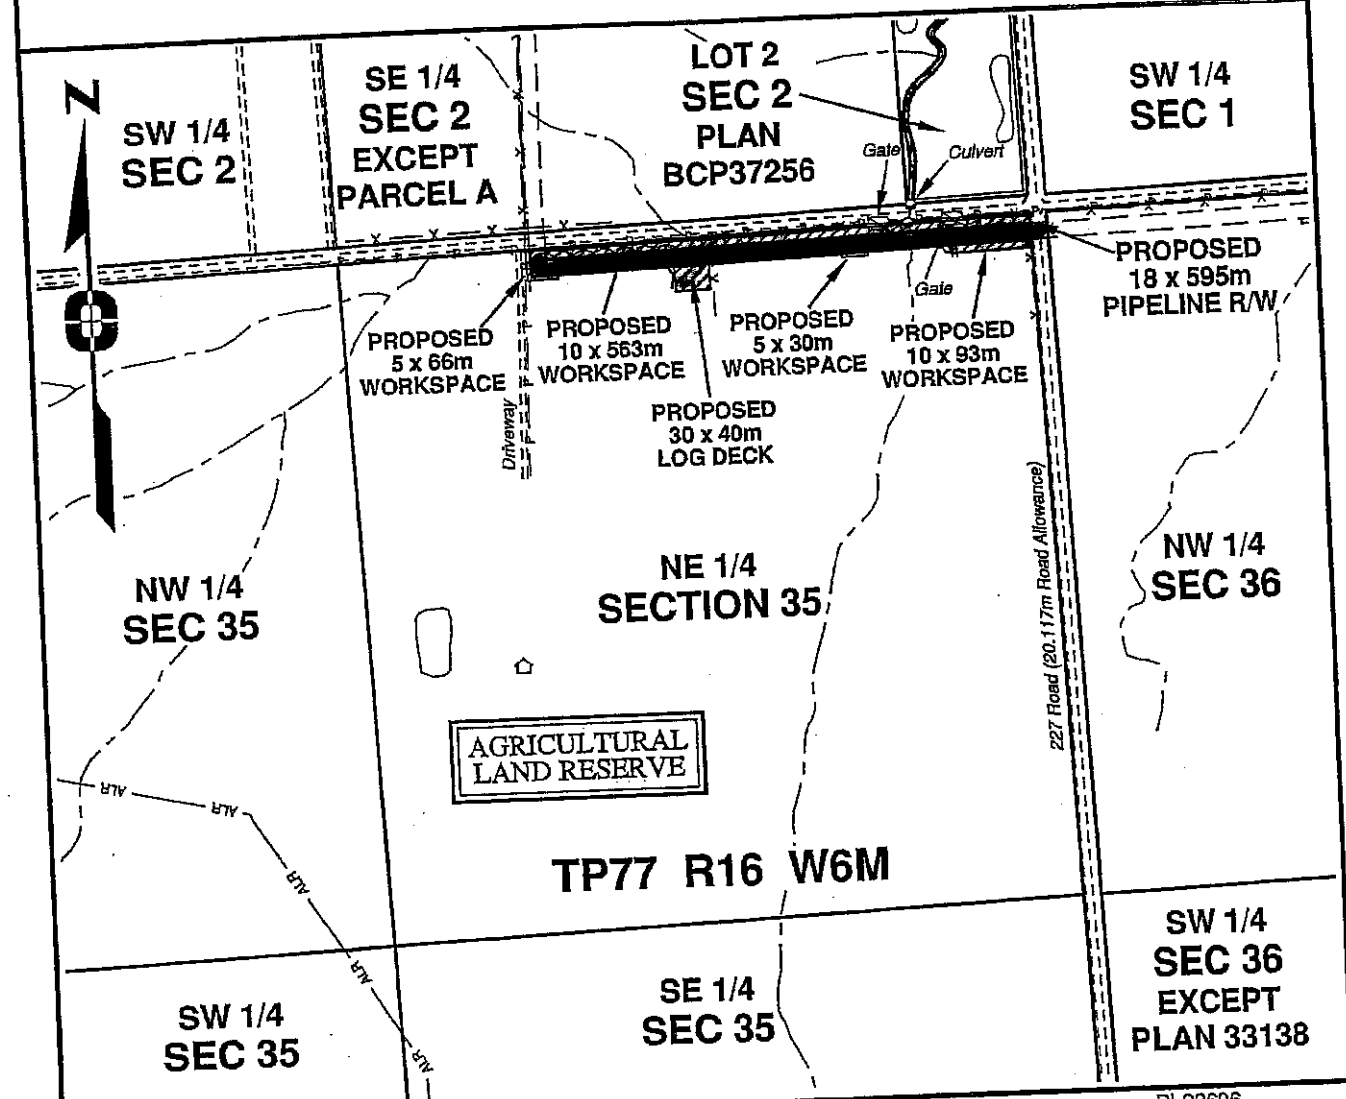 N
SW 1/4
SEC 2
SE 1/4
SEC 2
EXCEPT
PARCEL A
LOT 2
SEC 2
PLAN
BCP37256
Gate
Culvert
SW 1/4
SEC 1
PROPOSED
5 x 66m
WORKSPACE
PROPOSED
10 x 563m
WORKSPACE
PROPOSED
30 x 40m
LOG DECK
PROPOSED
5 x 30m
WORKSPACE
Gate
PROPOSED
10 x 93m
WORKSPACE
PROPOSED
18 x 595m
PIPELINE R/W
Driveway
NW 1/4
SEC 35
NE 1/4
SECTION 35
227 Road (20.117m Road Allowance)
NW 1/4
SEC 36
AGRICULTURAL
LAND RESERVE
ALR
ALR
ALR
ALR
ALR
TP77 R16 W6M
SW 1/4
SEC 35
SE 1/4
SEC 35
SW 1/4
SEC 36
EXCEPT
PLAN 33138